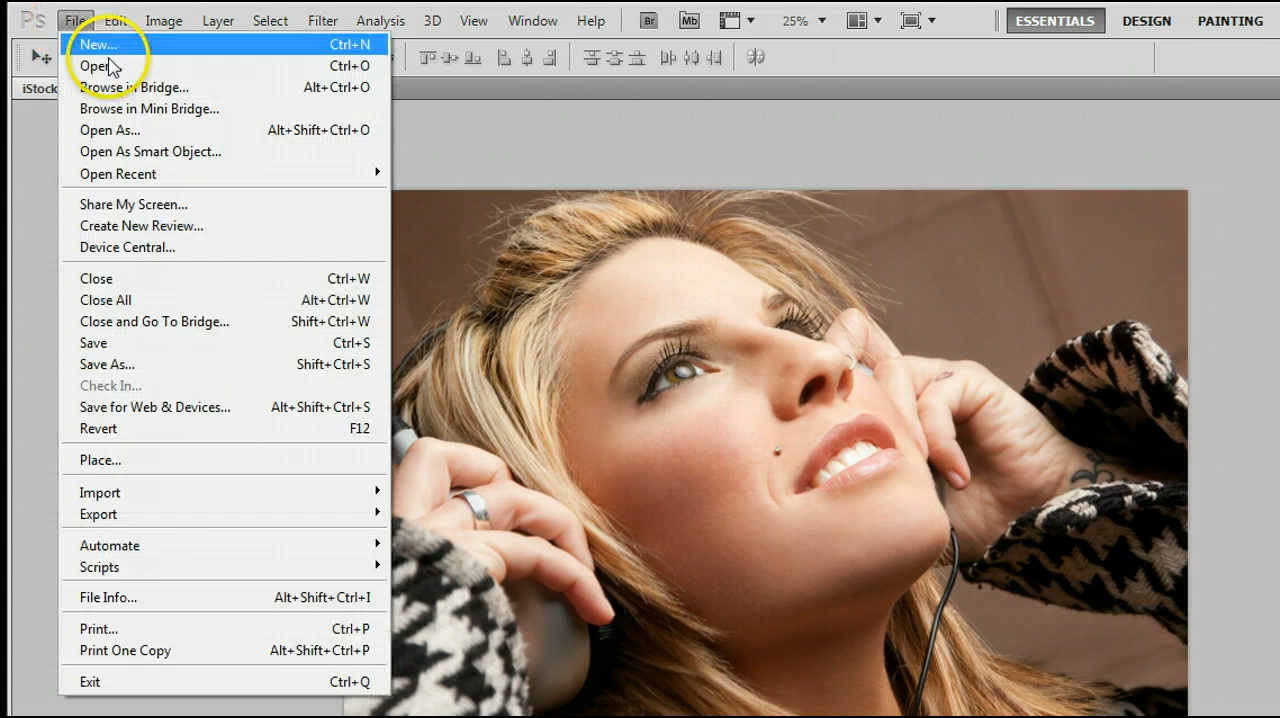 Ps File Edit Image Layer Select Filter Analysis 3D View Window Help Br Mb 25% ESSENTIALS DESIGN PAINTING
New... Ctrl+N
Open Ctrl+O
iStock
Browse in Bridge... Alt+Ctrl+O
Browse in Mini Bridge...
Open As... Alt+Shift+Ctrl+O
Open As Smart Object...
Open Recent
Share My Screen...
Create New Review...
Device Central...
Close Ctrl+W
Close All Alt+Ctrl+W
Close and Go To Bridge... Shift+Ctrl+W
Save Ctrl+S
Save As... Shift+Ctrl+S
Check In...
Save for Web & Devices... Alt+Shift+Ctrl+S
Revert F12
Place...
Import
Export
Automate
Scripts
File Info... Alt+Shift+Ctrl+I
Print... Ctrl+P
Print One Copy Alt+Shift+Ctrl+P
Exit Ctrl+Q